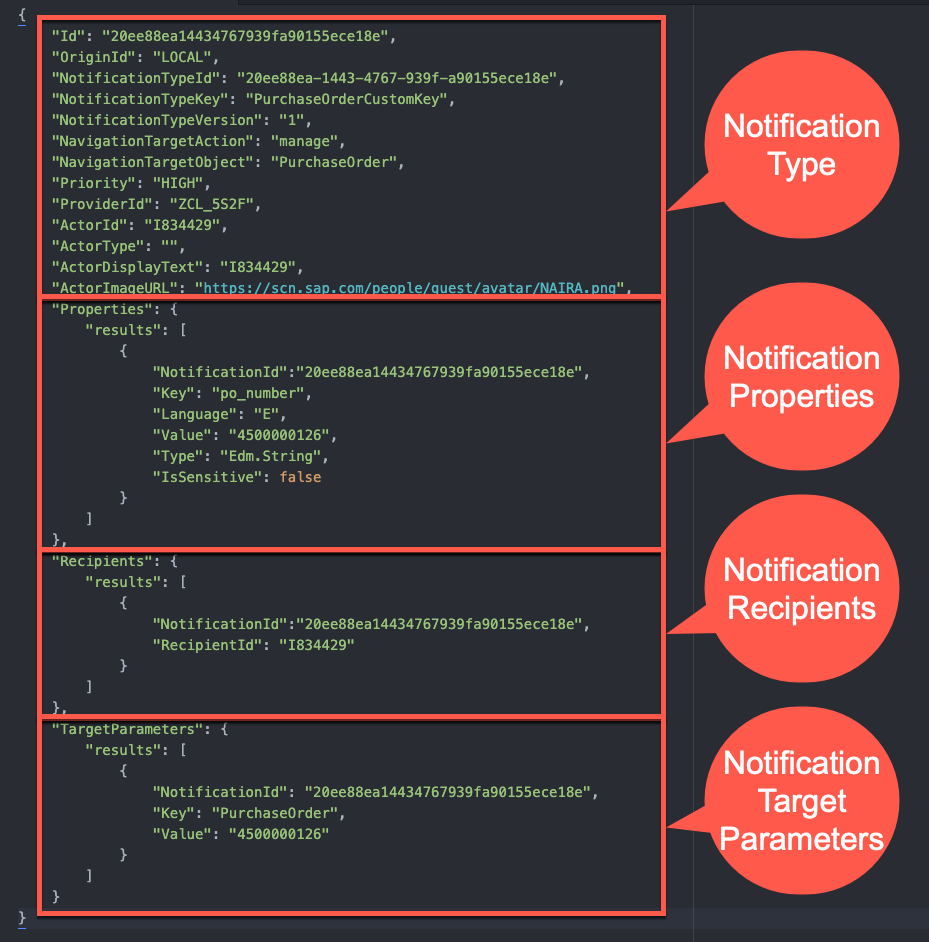 {
"Id": "20ee88ea14434767939fa90155ece18e",
"OriginId": "LOCAL",
"NotificationTypeId": "20ee88ea-1443-4767-939f-a90155ece18e",
"NotificationTypeKey": "PurchaseOrderCustomKey",
"NotificationTypeVersion": "1",
"NavigationTargetAction": "manage",
"NavigationTargetObject": "PurchaseOrder",
"Priority": "HIGH",
"ProviderId": "ZCL_5S2F",
"ActorId": "I834429",
"ActorType": "",
"ActorDisplayText": "I834429",
"ActorImageURL": "https://scn.sap.com/people/guest/avatar/NAIRA.png",
Notification
Type
"Properties": {
"results": [
{
"NotificationId":"20ee88ea14434767939fa90155ece18e",
"Key": "po_number",
"Language": "E",
"Value": "4500000126",
"Type": "Edm.String",
"IsSensitive": false
}
]
},
Notification
Properties
"Recipients": {
"results": [
{
"NotificationId":"20ee88ea14434767939fa90155ece18e",
"RecipientId": "I834429"
}
]
},
Notification
Recipients
"TargetParameters": {
"results": [
{
"NotificationId": "20ee88ea14434767939fa90155ece18e",
"Key": "PurchaseOrder",
"Value": "4500000126"
}
]
}
Notification
Target
Parameters
}